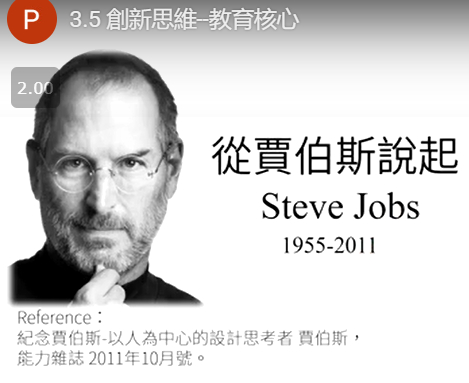 P
3.5 創新思維–教育核心
2.00
從賈伯斯說起
Steve Jobs
1955-2011
Reference：
紀念賈伯斯-以人為中心的設計思考者 賈伯斯，
能力雜誌 2011年10月號。